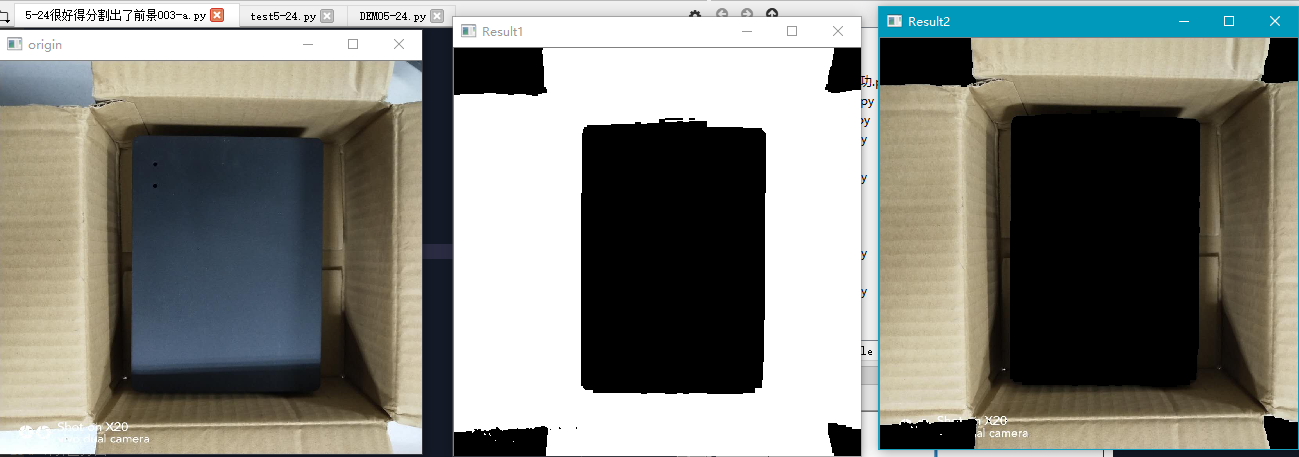 5-24很好得分割出了前景003-a.py
test5-24.py
DEMO5-24.py
origin
Result1
Result2
功.p
py
py
y
y
y
y
le
Shot on X20
dual camera
Shot on X20
dual camera